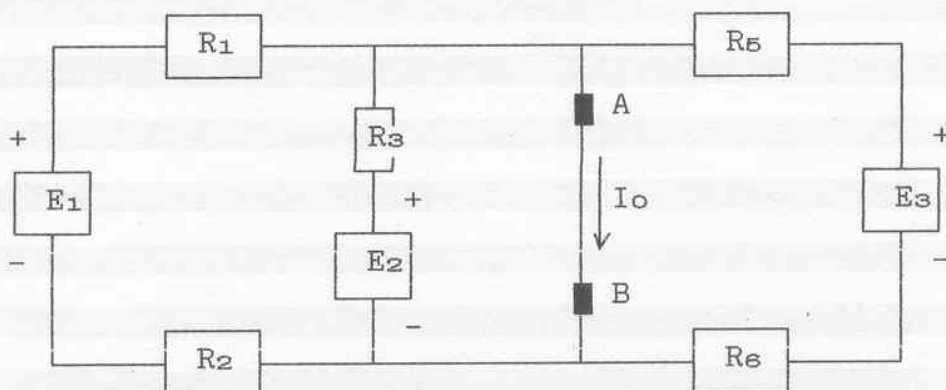 R1 R5
A
R3
+ + +
E1 Io E3
E2
- - -
B
R2 R6